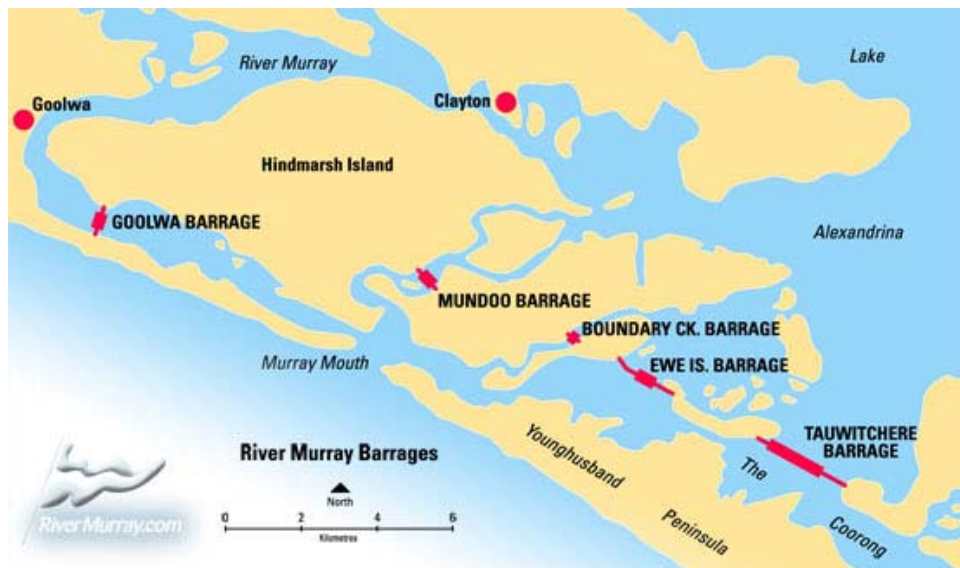 River Murray
Lake
Goolwa
Clayton
Hindmarsh Island
GOOLWA BARRAGE
Alexandrina
MUNDOO BARRAGE
BOUNDARY CK. BARRAGE
EWE IS. BARRAGE
Murray Mouth
TAUWITCHERE
BARRAGE
Younghusband
Peninsula
The
Coorong
River Murray Barrages
North
0 2 4 6
Kilometres
RiverMurray.com